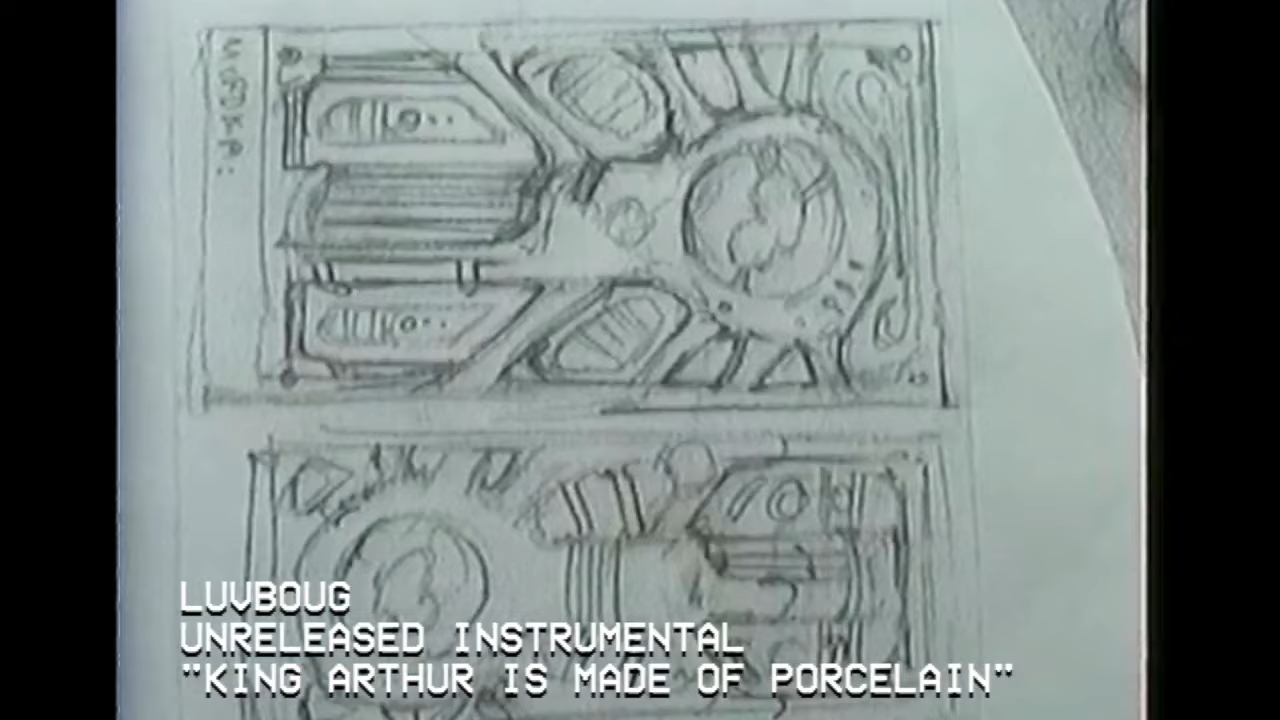 LUVBOUG
UNRELEASED INSTRUMENTAL
"KING ARTHUR IS MADE OF PORCELAIN"